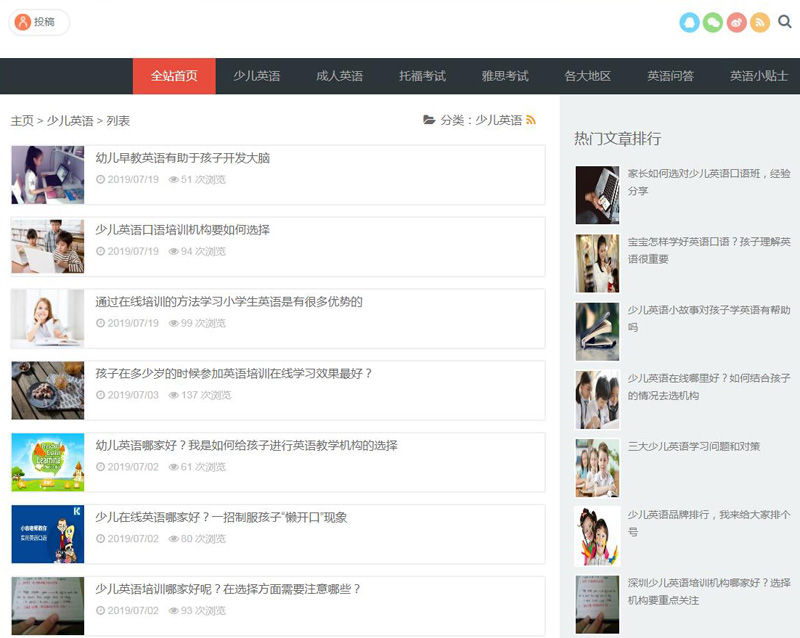 投稿
全站首页 少儿英语 成人英语 托福考试 雅思考试 各大地区 英语问答 英语小贴士
主页 > 少儿英语 > 列表
分类：少儿英语
幼儿早教英语有助于孩子开发大脑
2019/07/19 51 次浏览
少儿英语口语培训机构要如何选择
2019/07/19 94 次浏览
通过在线培训的方法学习小学生英语是有很多优势的
2019/07/19 99 次浏览
孩子在多少岁的时候参加英语培训在线学习效果最好？
2019/07/03 137 次浏览
幼儿英语哪家好？我是如何给孩子进行英语教学机构的选择
2019/07/02 61 次浏览
少儿在线英语哪家好？一招制服孩子“懒开口”现象
2019/07/02 80 次浏览
少儿英语培训哪家好呢？在选择方面需要注意哪些？
2019/07/02 93 次浏览
热门文章排行
家长如何选对少儿英语口语班，经验
分享
宝宝怎样学好英语口语？孩子理解英
语很重要
少儿英语小故事对孩子学英语有帮助
吗
少儿英语在线哪里好？如何结合孩子
的情况去选机构
三大少儿英语学习问题和对策
少儿英语品牌排行，我来给大家排个
号
深圳少儿英语培训机构哪家好？选择
机构要重点关注